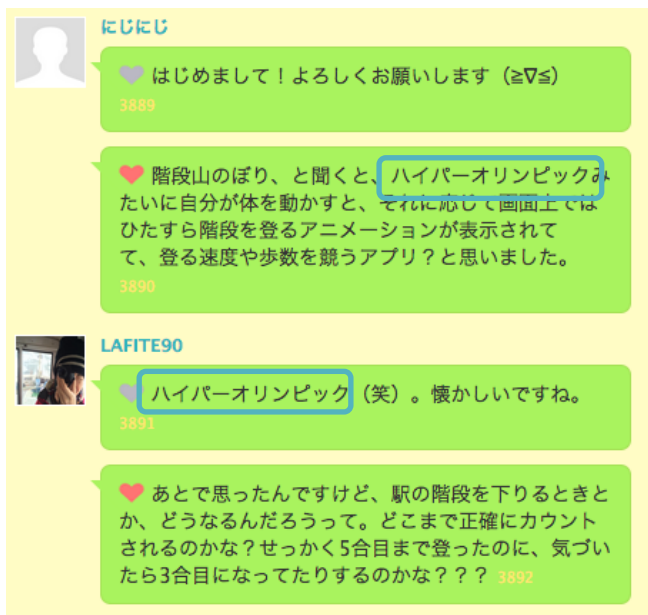 にじにじ
はじめまして！よろしくお願いします（≧∇≦）
3889
階段山のぼり、と聞くと、ハイパーオリンピックみ
たいに自分が体を動かすと、それに応じて画面上では
ひたすら階段を登るアニメーションが表示されて
て、登る速度や歩数を競うアプリ？と思いました。
3890
LAFITE90
ハイパーオリンピック（笑）。懐かしいですね。
3891
あとで思ったんですけど、駅の階段を下りるときと
か、どうなるんだろうって。どこまで正確にカウント
されるのかな？せっかく5合目まで登ったのに、気づい
たら3合目になってたりするのかな？？？ 3892